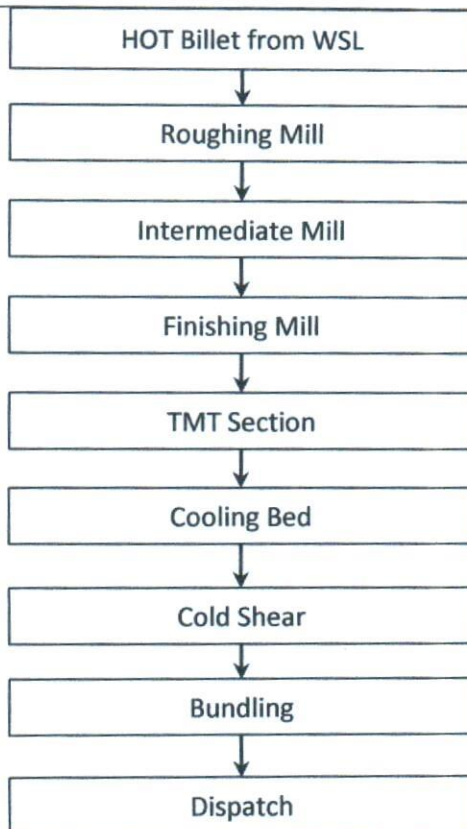 HOT Billet from WSL
Roughing Mill
Intermediate Mill
Finishing Mill
TMT Section
Cooling Bed
Cold Shear
Bundling
Dispatch